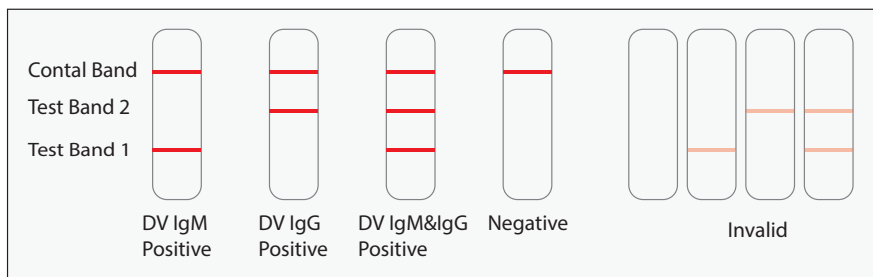 Contal Band
Test Band 2
Test Band 1
DV IgM
Positive
DV IgG
Positive
DV IgM&IgG
Positive
Negative
Invalid